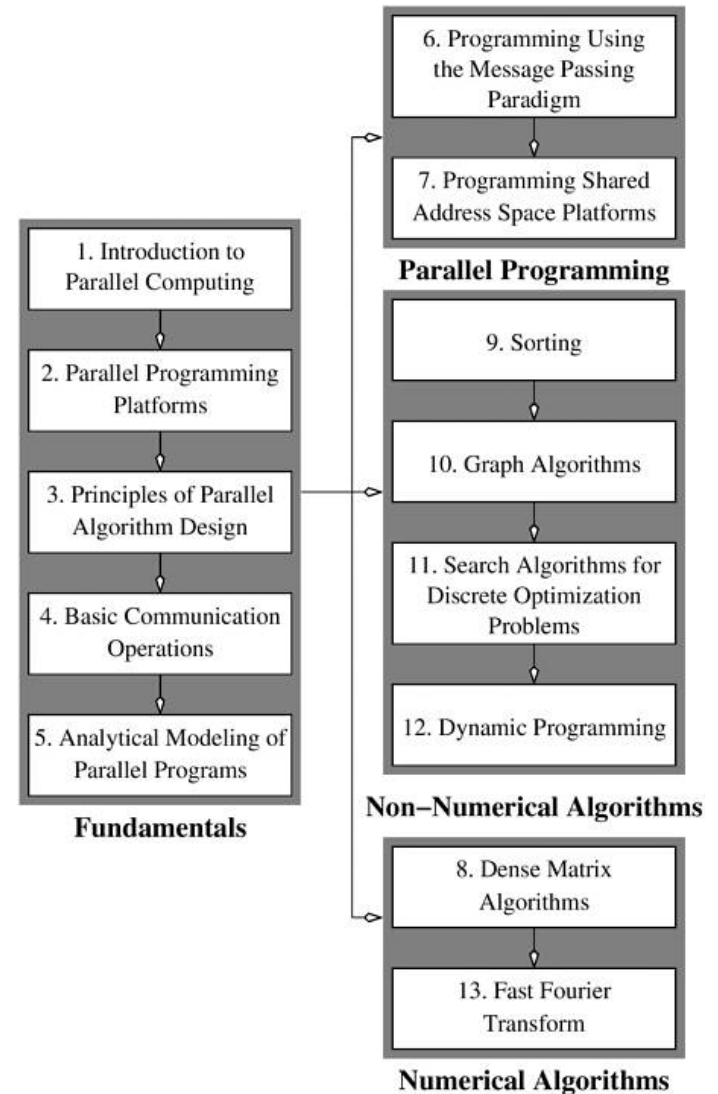 1. Introduction to
Parallel Computing
2. Parallel Programming
Platforms
3. Principles of Parallel
Algorithm Design
4. Basic Communication
Operations
5. Analytical Modeling of
Parallel Programs
Fundamentals
6. Programming Using
the Message Passing
Paradigm
7. Programming Shared
Address Space Platforms
Parallel Programming
9. Sorting
10. Graph Algorithms
11. Search Algorithms for
Discrete Optimization
Problems
12. Dynamic Programming
Non−Numerical Algorithms
8. Dense Matrix
Algorithms
13. Fast Fourier
Transform
Numerical Algorithms